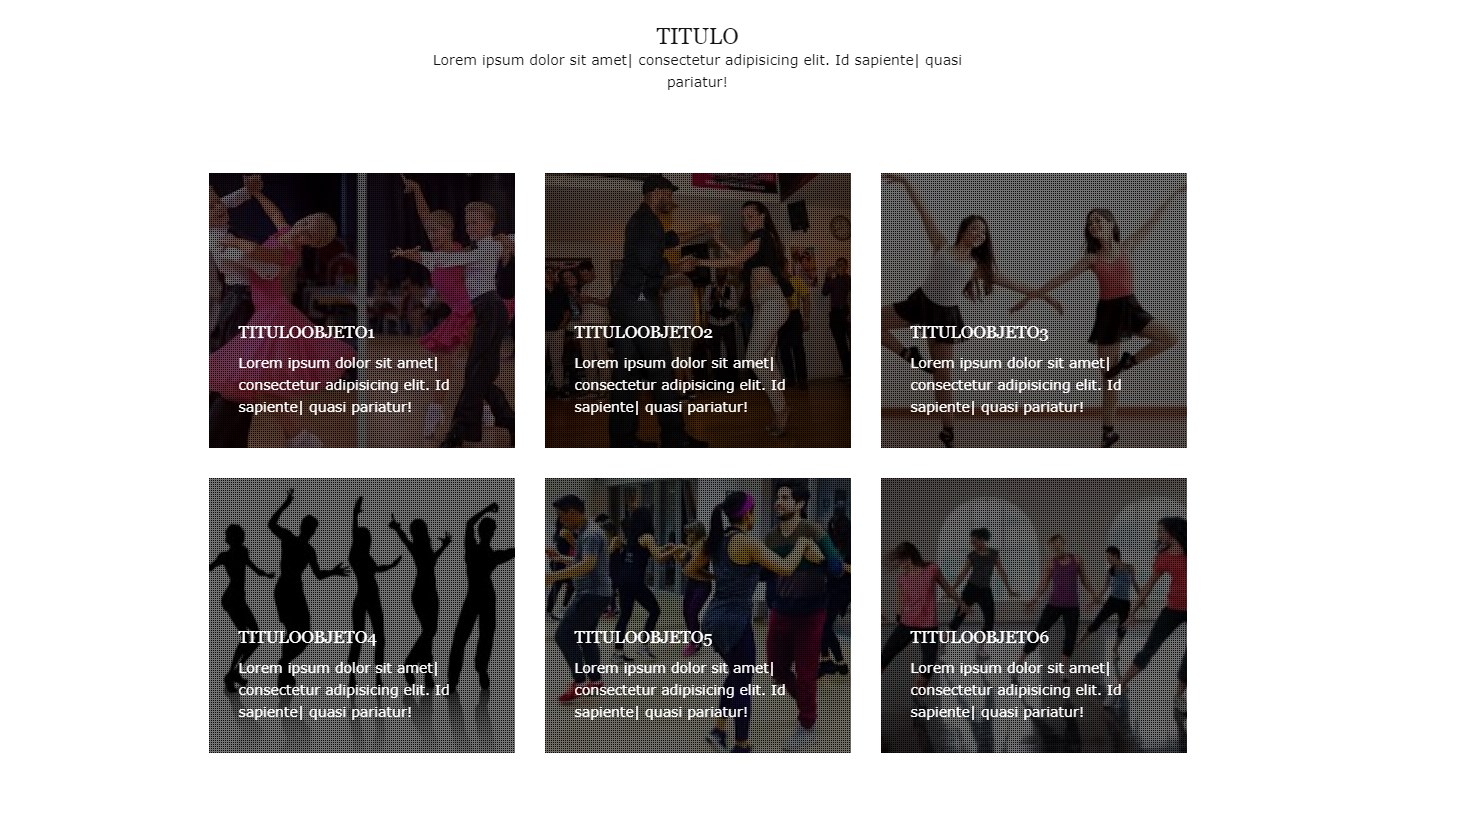 TITULO
Lorem ipsum dolor sit amet| consectetur adipisicing elit. Id sapiente| quasi
pariatur!
TITULOOBJETO1
Lorem ipsum dolor sit amet|
consectetur adipisicing elit. Id
sapiente| quasi pariatur!
TITULOOBJETO2
Lorem ipsum dolor sit amet|
consectetur adipisicing elit. Id
sapiente| quasi pariatur!
TITULOOBJETO3
Lorem ipsum dolor sit amet|
consectetur adipisicing elit. Id
sapiente| quasi pariatur!
TITULOOBJETO4
Lorem ipsum dolor sit amet|
consectetur adipisicing elit. Id
sapiente| quasi pariatur!
TITULOOBJETO5
Lorem ipsum dolor sit amet|
consectetur adipisicing elit. Id
sapiente| quasi pariatur!
TITULOOBJETO6
Lorem ipsum dolor sit amet|
consectetur adipisicing elit. Id
sapiente| quasi pariatur!